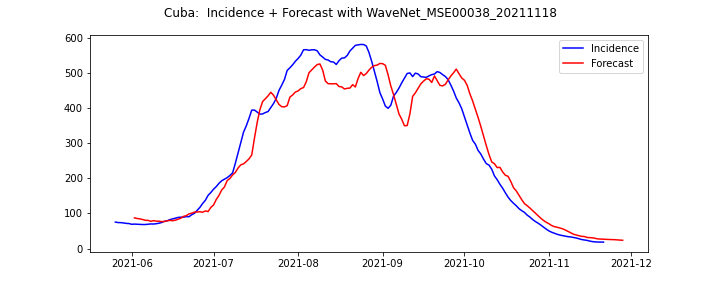 Cuba:  Incidence + Forecast with WaveNet_MSE00038_20211118
Incidence
Forecast
600
500
400
300
200
100
0
2021-06 2021-07 2021-08 2021-09 2021-10 2021-11 2021-12